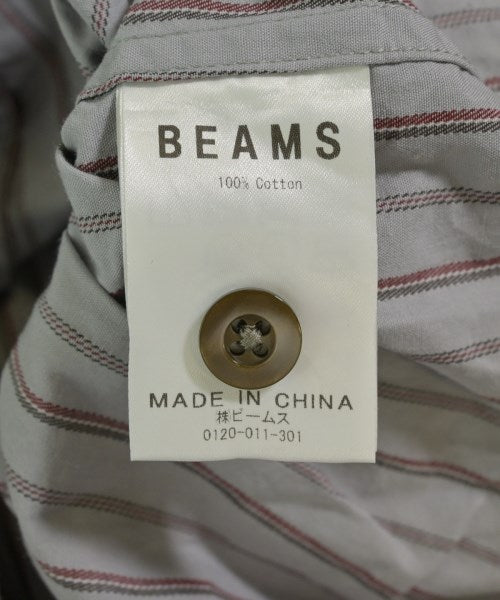 BEAMS
100% Cotton
MADE IN CHINA
㈱ビームス
0120-011-301